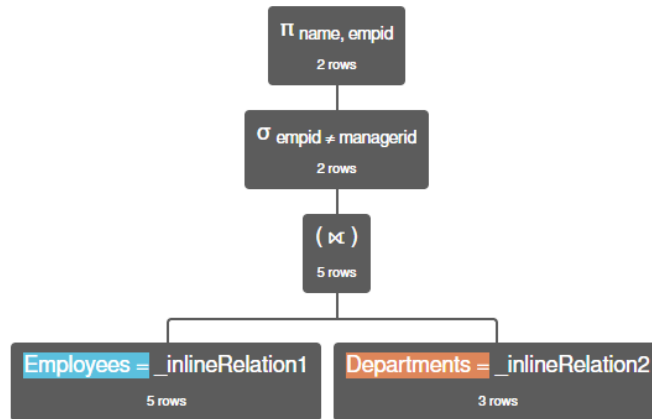 π name, empid
2 rows
σ empid ≠ managerid
2 rows
( ⟕ )
5 rows
Employees = _inlineRelation1
Departments = _inlineRelation2
5 rows
3 rows